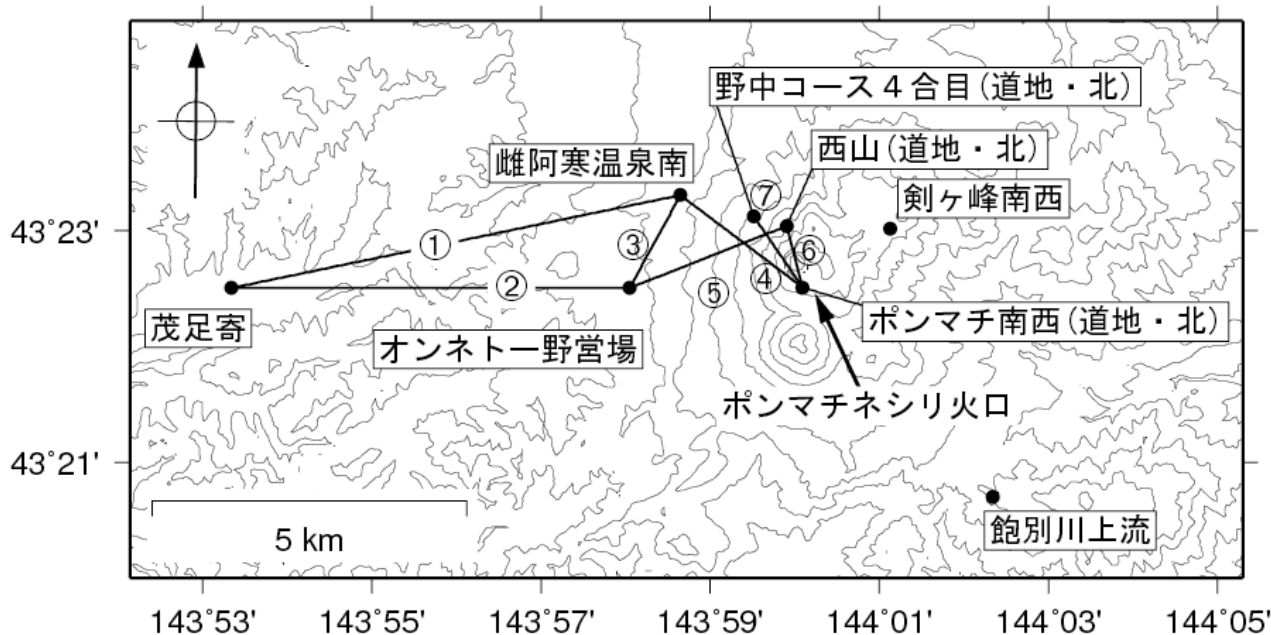 野中コース4合目(道地・北)
西山(道地・北)
雌阿寒温泉南
剣ヶ峰南西
⑦
43°23'
①
③
⑥
②
④
⑤
茂足寄
オンネトー野営場
ポンマチ南西(道地・北)
ポンマチネシリ火口
43°21'
5 km
飽別川上流
143°53' 143°55' 143°57' 143°59' 144°01' 144°03' 144°05'